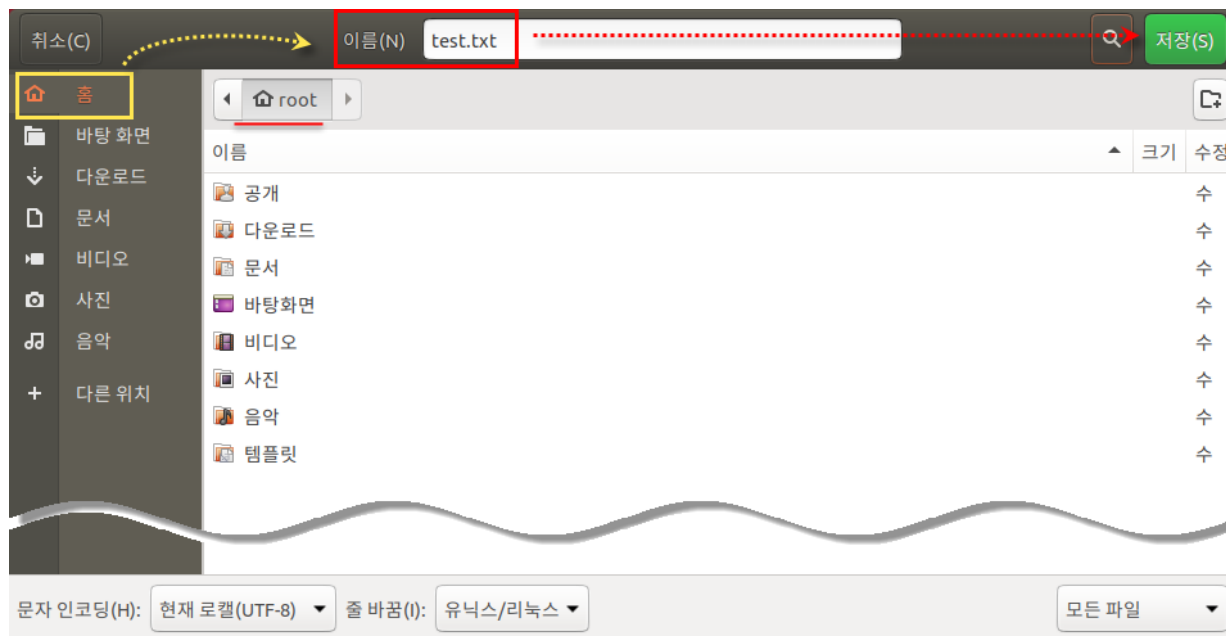 취소(C) 이름(N) test.txt 저장(S)
홈
바탕 화면
다운로드
문서
비디오
사진
음악
다른 위치
root
이름 크기 수정
공개 수
다운로드 수
문서 수
바탕화면 수
비디오 수
사진 수
음악 수
템플릿 수
문자 인코딩(H): 현재 로캘(UTF-8) 줄 바꿈(I): 유닉스/리눅스 모든 파일